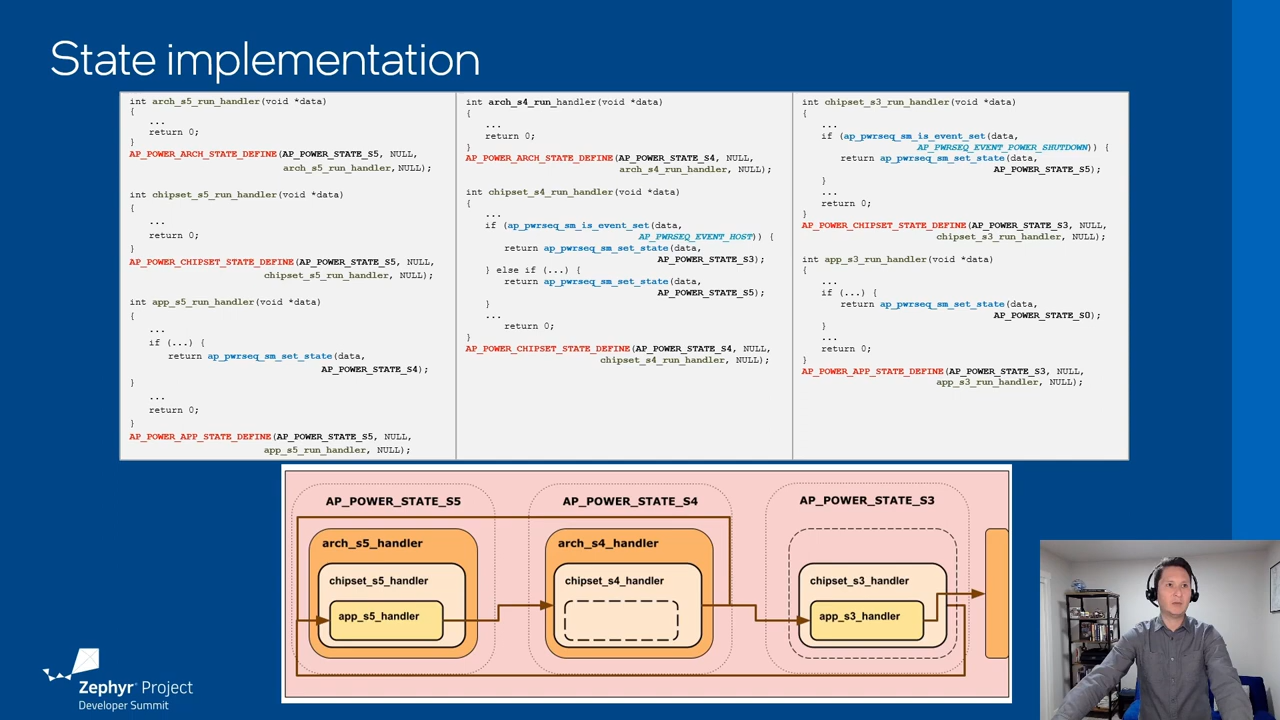 State implementation
int arch_s5_run_handler(void *data)
{
...
return 0;
}
AP_POWER_ARCH_STATE_DEFINE(AP_POWER_STATE_S5, NULL,
arch_s5_run_handler, NULL);
int chipset_s5_run_handler(void *data)
{
...
return 0;
}
AP_POWER_CHIPSET_STATE_DEFINE(AP_POWER_STATE_S5, NULL,
chipset_s5_run_handler, NULL);
int app_s5_run_handler(void *data)
{
...
if (...) {
return ap_pwrseq_sm_set_state(data,
AP_POWER_STATE_S4);
}
...
return 0;
}
AP_POWER_APP_STATE_DEFINE(AP_POWER_STATE_S5, NULL,
app_s5_run_handler, NULL);
int arch_s4_run_handler(void *data)
{
...
return 0;
}
AP_POWER_ARCH_STATE_DEFINE(AP_POWER_STATE_S4, NULL,
arch_s4_run_handler, NULL);
int chipset_s4_run_handler(void *data)
{
...
if (ap_pwrseq_sm_is_event_set(data,
AP_PWRSEQ_EVENT_HOST)) {
return ap_pwrseq_sm_set_state(data,
AP_POWER_STATE_S3);
} else if (...) {
return ap_pwrseq_sm_set_state(data,
AP_POWER_STATE_S5);
}
...
return 0;
}
AP_POWER_CHIPSET_STATE_DEFINE(AP_POWER_STATE_S4, NULL,
chipset_s4_run_handler, NULL);
int chipset_s3_run_handler(void *data)
{
...
if (ap_pwrseq_sm_is_event_set(data,
AP_PWRSEQ_EVENT_POWER_SHUTDOWN)) {
return ap_pwrseq_sm_set_state(data,
AP_POWER_STATE_S5);
}
...
return 0;
}
AP_POWER_CHIPSET_STATE_DEFINE(AP_POWER_STATE_S3, NULL,
chipset_s3_run_handler, NULL);
int app_s3_run_handler(void *data)
{
...
if (...) {
return ap_pwrseq_sm_set_state(data,
AP_POWER_STATE_S0);
}
...
return 0;
}
AP_POWER_APP_STATE_DEFINE(AP_POWER_STATE_S3, NULL,
app_s3_run_handler, NULL);
AP_POWER_STATE_S5
arch_s5_handler
chipset_s5_handler
app_s5_handler
AP_POWER_STATE_S4
arch_s4_handler
chipset_s4_handler
AP_POWER_STATE_S3
chipset_s3_handler
app_s3_handler
Zephyr Project
Developer Summit